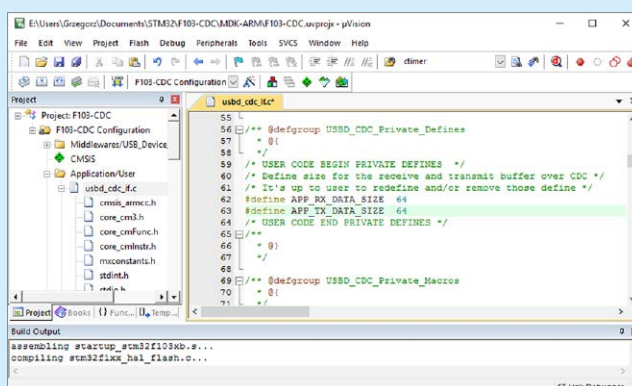 E:\Users\Grzegorz\Documents\STM32\F103-CDC\MDK-ARM\F103-CDC.uvprojx - µVision
File Edit View Project Flash Debug Peripherals Tools SVCS Window Help
ctimer
F103-CDC Configuration
Project
usbd_cdc_if.c*
Project: F103-CDC
F103-CDC Configuration
Middlewares/USB_Device
CMSIS
Application/User
usbd_cdc_if.c
cmsis_armcc.h
core_cm3.h
core_cmFunc.h
core_cmInstr.h
mxconstants.h
stdint.h
stdio.h
55
56 /** @defgroup USBD_CDC_Private_Defines
57 * @{
58 */
59 /* USER CODE BEGIN PRIVATE DEFINES */
60 /* Define size for the receive and transmit buffer over CDC */
61 /* It's up to user to redefine and/or remove those define */
62 #define APP_RX_DATA_SIZE 64
63 #define APP_TX_DATA_SIZE 64
64 /* USER CODE END PRIVATE DEFINES */
65 /**
66 * @}
67 */
68
69 /** @defgroup USBD_CDC_Private_Macros
70 * @{
71 */
Project Books {} Func... Temp...
Build Output
assembling startup_stm32f103xb.s...
compiling stm32f1xx_hal_flash.c...